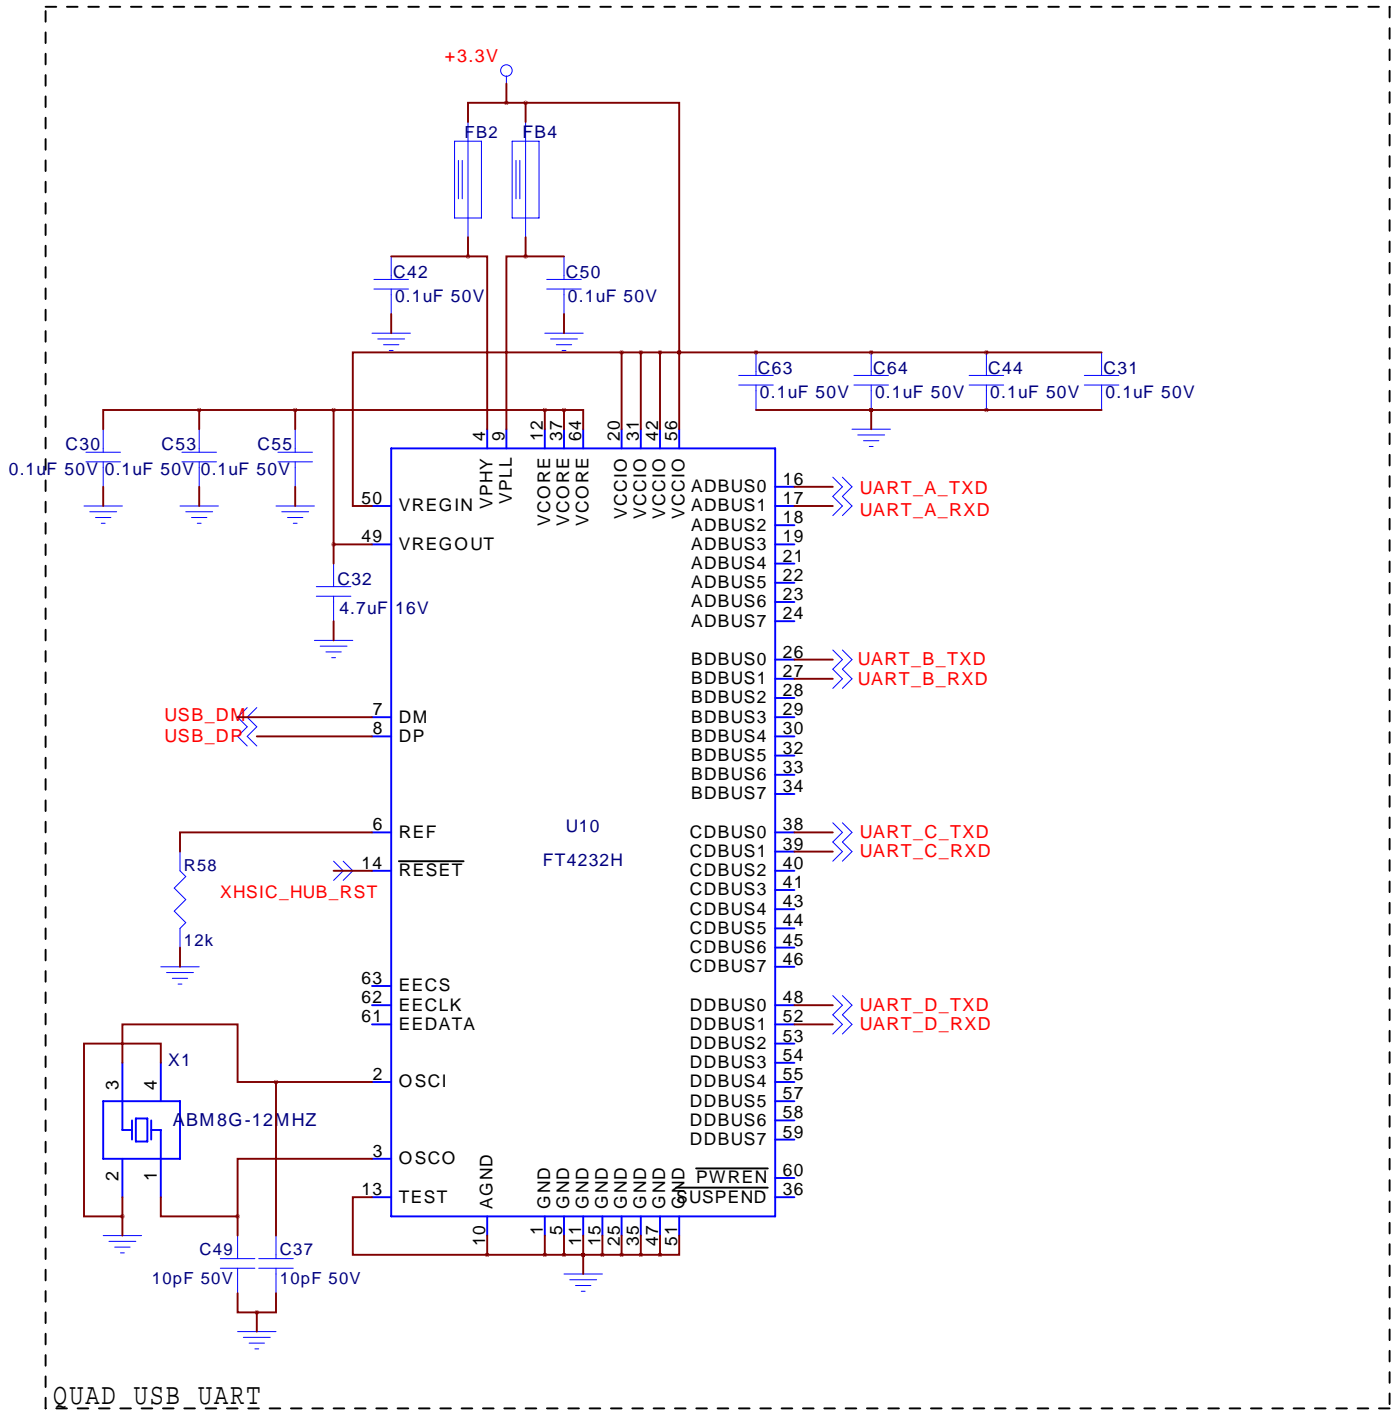 +3.3V
FB2 FB4
C42
0.1uF 50V
C50
0.1uF 50V
C63
0.1uF 50V
C64
0.1uF 50V
C44
0.1uF 50V
C31
0.1uF 50V
C30
0.1uF 50V
C53
0.1uF 50V
C55
0.1uF 50V
4 9 12 37 64 20 31 42 56
VPHY VPLL VCORE VCORE VCORE VCCIO VCCIO VCCIO VCCIO
50 VREGIN
49 VREGOUT
C32
4.7uF 16V
USB_DM 7 DM
USB_DP 8 DP
6 REF
R58
12k
14 RESET
XHSIC_HUB_RST
63 EECS
62 EECLK
61 EEDATA
X1
3 4
ABM8G-12MHZ
2 1
2 OSCI
3 OSCO
13 TEST
C49
10pF 50V
C37
10pF 50V
U10
FT4232H
ADBUS0 16 UART_A_TXD
ADBUS1 17 UART_A_RXD
ADBUS2 18
ADBUS3 19
ADBUS4 21
ADBUS5 22
ADBUS6 23
ADBUS7 24
BDBUS0 26 UART_B_TXD
BDBUS1 27 UART_B_RXD
BDBUS2 28
BDBUS3 29
BDBUS4 30
BDBUS5 32
BDBUS6 33
BDBUS7 34
CDBUS0 38 UART_C_TXD
CDBUS1 39 UART_C_RXD
CDBUS2 40
CDBUS3 41
CDBUS4 43
CDBUS5 44
CDBUS6 45
CDBUS7 46
DDBUS0 48 UART_D_TXD
DDBUS1 52 UART_D_RXD
DDBUS2 53
DDBUS3 54
DDBUS4 55
DDBUS5 57
DDBUS6 58
DDBUS7 59
PWREN 60
SUSPEND 36
AGND GND GND GND GND GND GND GND GND
10 1 5 11 15 25 35 47 51
QUAD USB UART